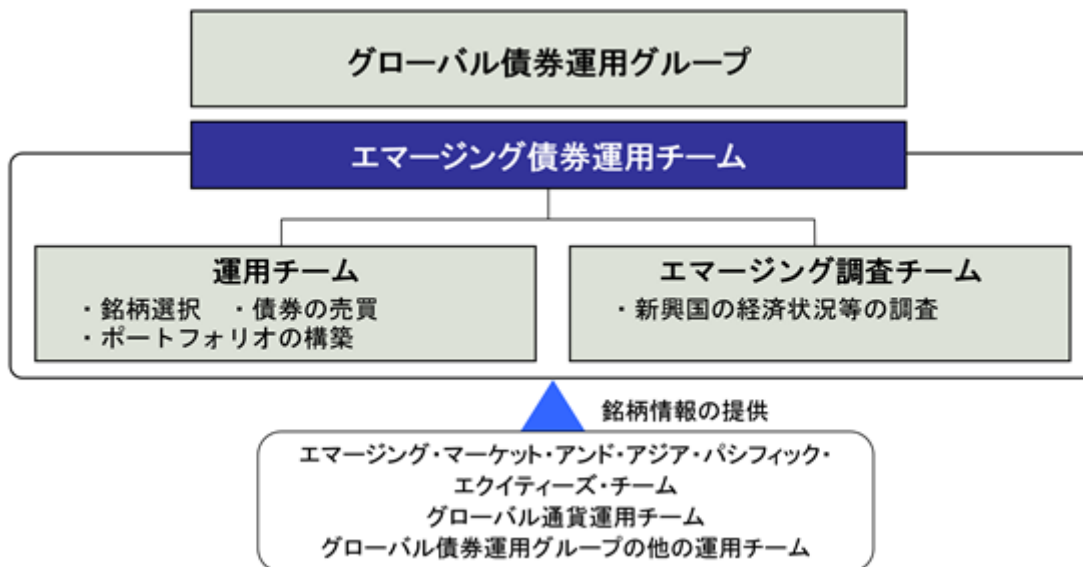 グローバル債券運用グループ
エマージング債券運用チーム
運用チーム
・銘柄選択　・債券の売買
・ポートフォリオの構築
エマージング調査チーム
・新興国の経済状況等の調査
銘柄情報の提供
エマージング・マーケット・アンド・アジア・パシフィック・
エクイティーズ・チーム
グローバル通貨運用チーム
グローバル債券運用グループの他の運用チーム